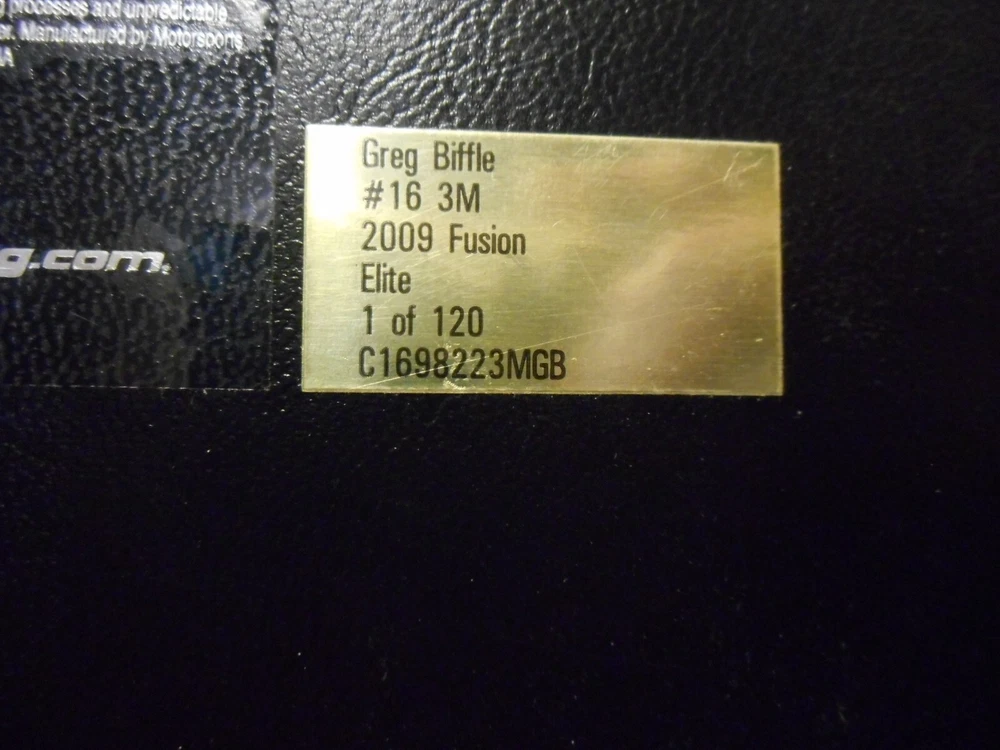 processes and unpredictable
Manufactured by Motorsports
g.com.
Greg Biffle
#16 3M
2009 Fusion
Elite
1 of 120
C1698223MGB